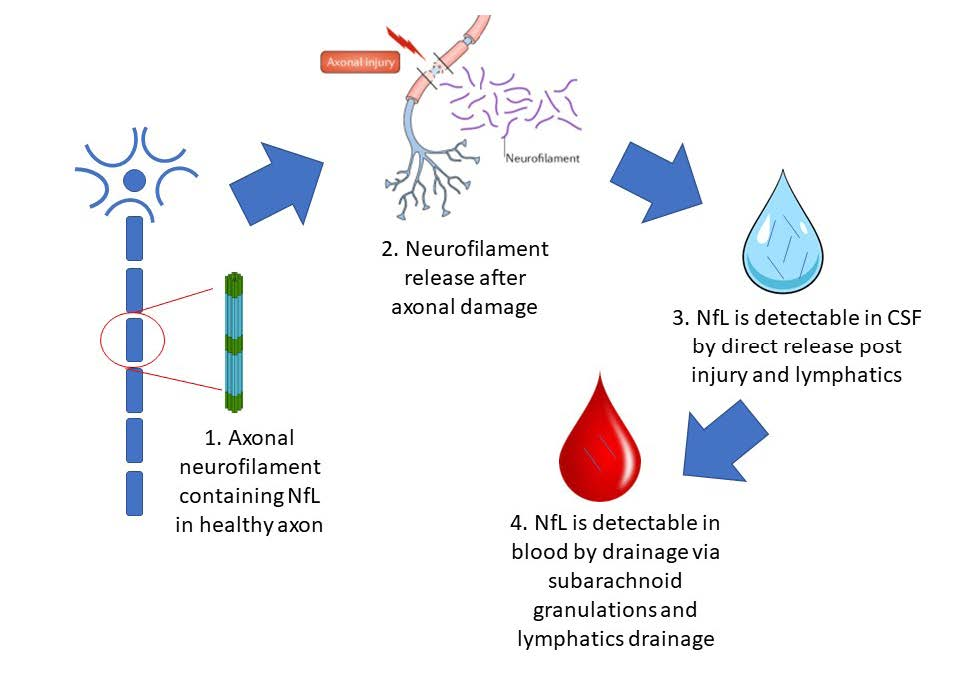 Axonal injury
Neurofilament
2. Neurofilament
release after
axonal damage
3. NfL is detectable in CSF
by direct release post
injury and lymphatics
1. Axonal
neurofilament
containing NfL
in healthy axon
4. NfL is detectable in
blood by drainage via
subarachnoid
granulations and
lymphatics drainage